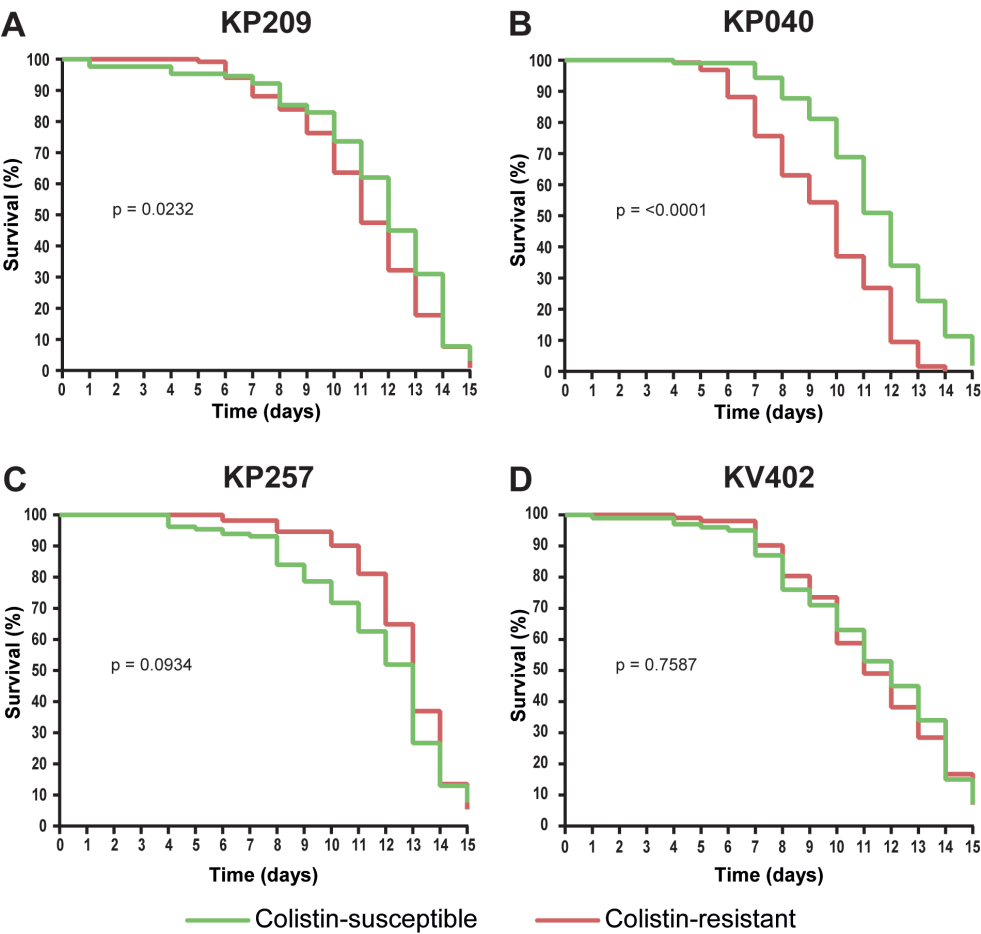 A
KP209
100
90
80
70
60
50
40
30
20
10
0
Survival (%)
p = 0.0232
0 1 2 3 4 5 6 7 8 9 10 11 12 13 14 15
Time (days)
B
KP040
100
90
80
70
60
50
40
30
20
10
0
Survival (%)
p = <0.0001
0 1 2 3 4 5 6 7 8 9 10 11 12 13 14 15
Time (days)
C
KP257
100
90
80
70
60
50
40
30
20
10
0
Survival (%)
p = 0.0934
0 1 2 3 4 5 6 7 8 9 10 11 12 13 14 15
Time (days)
D
KV402
100
90
80
70
60
50
40
30
20
10
0
Survival (%)
p = 0.7587
0 1 2 3 4 5 6 7 8 9 10 11 12 13 14 15
Time (days)
Colistin-susceptible
Colistin-resistant